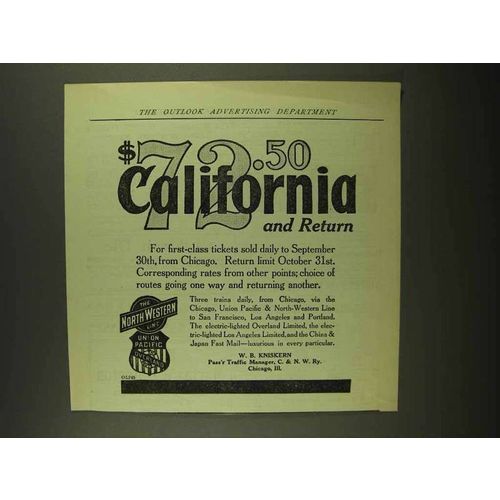 THE OUTLOOK ADVERTISING DEPARTMENT
$72.50
California
and Return
For first-class tickets sold daily to September
30th, from Chicago. Return limit October 31st.
Corresponding rates from other points; choice of
routes going one way and returning another.
Three trains daily, from Chicago, via the
Chicago, Union Pacific & North-Western Line
to San Francisco, Los Angeles and Portland.
The electric-lighted Overland Limited, the elec-
tric-lighted Los Angeles Limited, and the China &
Japan Fast Mail—luxurious in every particular.
W. B. KNISKERN
Pass'r Traffic Manager, C. & N. W. Ry.
Chicago, Ill.
THE
NORTH WESTERN
LINE
UNION
PACIFIC
OVERLAND